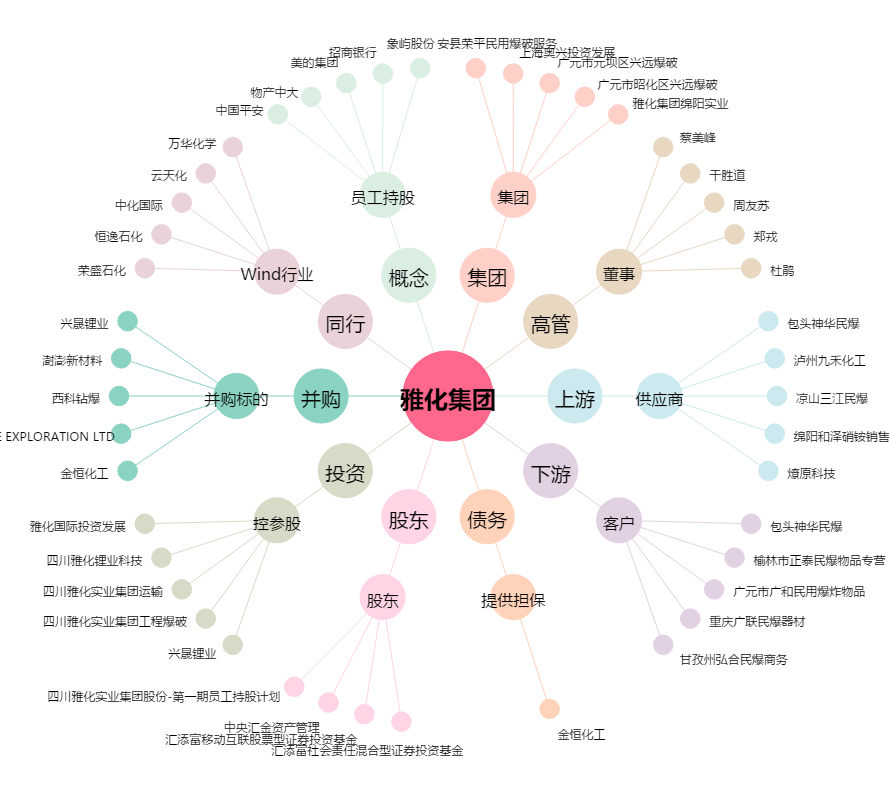 象屿股份
安县荣平民用爆破服务
招商银行
上海奥兴投资发展
美的集团
广元市元坝区兴远爆破
物产中大
广元市昭化区兴远爆破
中国平安
雅化集团绵阳实业
万华化学
蔡美峰
云天化
干胜道
员工持股
集团
中化国际
周友苏
恒逸石化
郑戎
荣盛石化
Wind行业
概念
集团
董事
杜鹃
兴晟锂业
同行
高管
包头神华民爆
澎新材料
泸州九禾化工
西科钻爆
并购标的
并购
雅化集团
上游
供应商
凉山三江民爆
E EXPLORATION LTD
绵阳和泽硝铵销售
金恒化工
投资
下游
燎原科技
雅化国际投资发展
控参股
股东
债务
客户
包头神华民爆
四川雅化锂业科技
榆林市正泰民爆物品专营
四川雅化实业集团运输
股东
提供担保
广元市广和民用爆炸物品
四川雅化实业集团工程爆破
重庆广联民爆器材
兴晟锂业
甘孜州弘合民爆商务
四川雅化实业集团股份-第一期员工持股计划
中央汇金资产管理
金恒化工
汇添富移动互联股票型证券投资基金
汇添富社会责任混合型证券投资基金